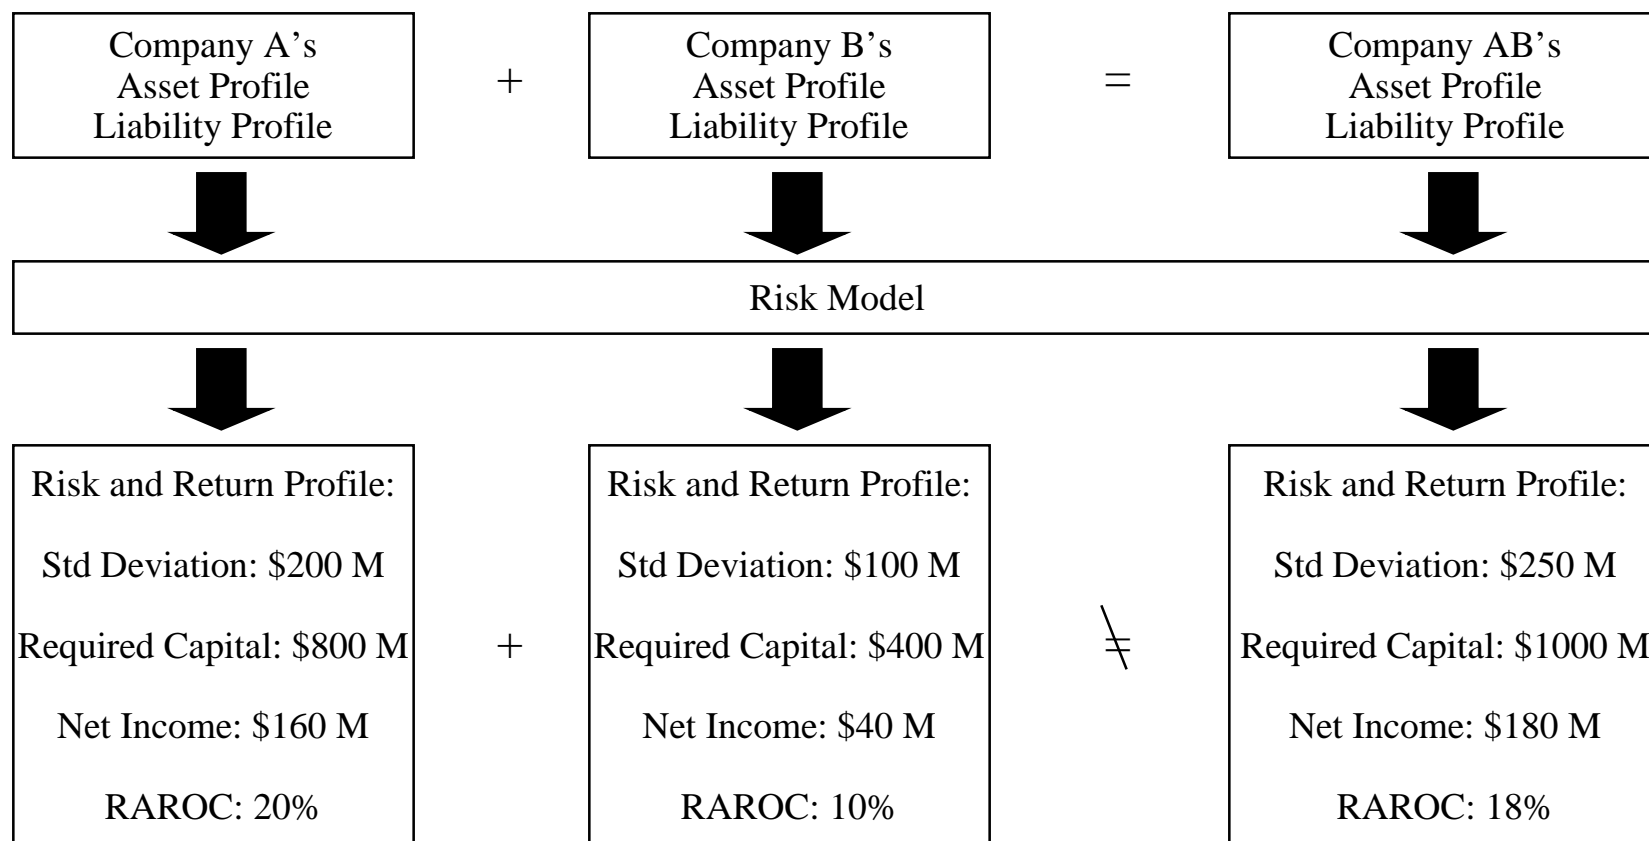 Company A’s
Asset Profile
Liability Profile
+
Company B’s
Asset Profile
Liability Profile
=
Company AB’s
Asset Profile
Liability Profile
Risk Model
Risk and Return Profile:
Std Deviation: $200 M
Required Capital: $800 M
Net Income: $160 M
RAROC: 20%
+
Risk and Return Profile:
Std Deviation: $100 M
Required Capital: $400 M
Net Income: $40 M
RAROC: 10%
≠
Risk and Return Profile:
Std Deviation: $250 M
Required Capital: $1000 M
Net Income: $180 M
RAROC: 18%